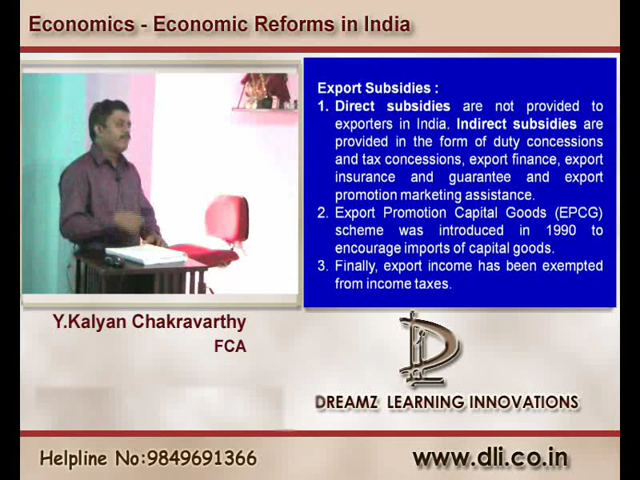 Economics - Economic Reforms in India
Export Subsidies :
1. Direct subsidies are not provided to
exporters in India. Indirect subsidies are
provided in the form of duty concessions
and tax concessions, export finance, export
insurance and guarantee and export
promotion marketing assistance.
2. Export Promotion Capital Goods (EPCG)
scheme was introduced in 1990 to
encourage imports of capital goods.
3. Finally, export income has been exempted
from income taxes.
Y.Kalyan Chakravarthy
FCA
DREAMZ LEARNING INNOVATIONS
Helpline No:9849691366
www.dli.co.in